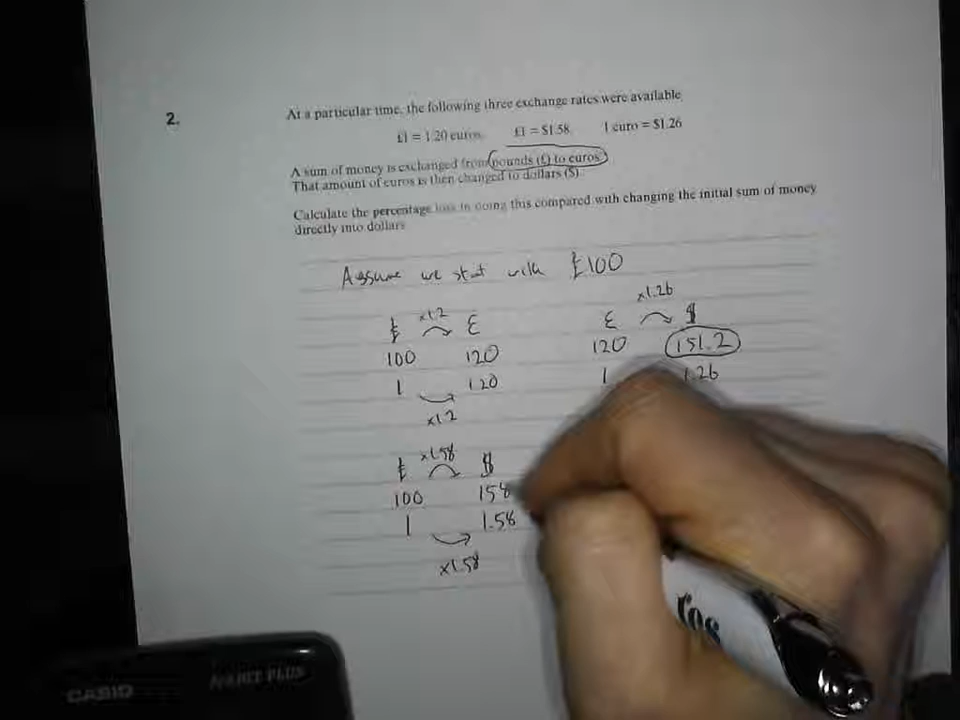 2.
At a particular time, the following three exchange rates were available
£1 = 1.20 euros £1 = $1.58 1 euro = $1.26
A sum of money is exchanged from pounds (£) to euros
That amount of euros is then changed to dollars ($)
Calculate the percentage loss in doing this compared with changing the initial sum of money
directly into dollars
Assume we start with £100
×1.2 ×1.26
£ € € $
100 120 120 151.2
1 1.20 1 1.26
×1.2
×1.58
£ $
100 158
1 1.58
×1.58
ros
CASIO PLUS